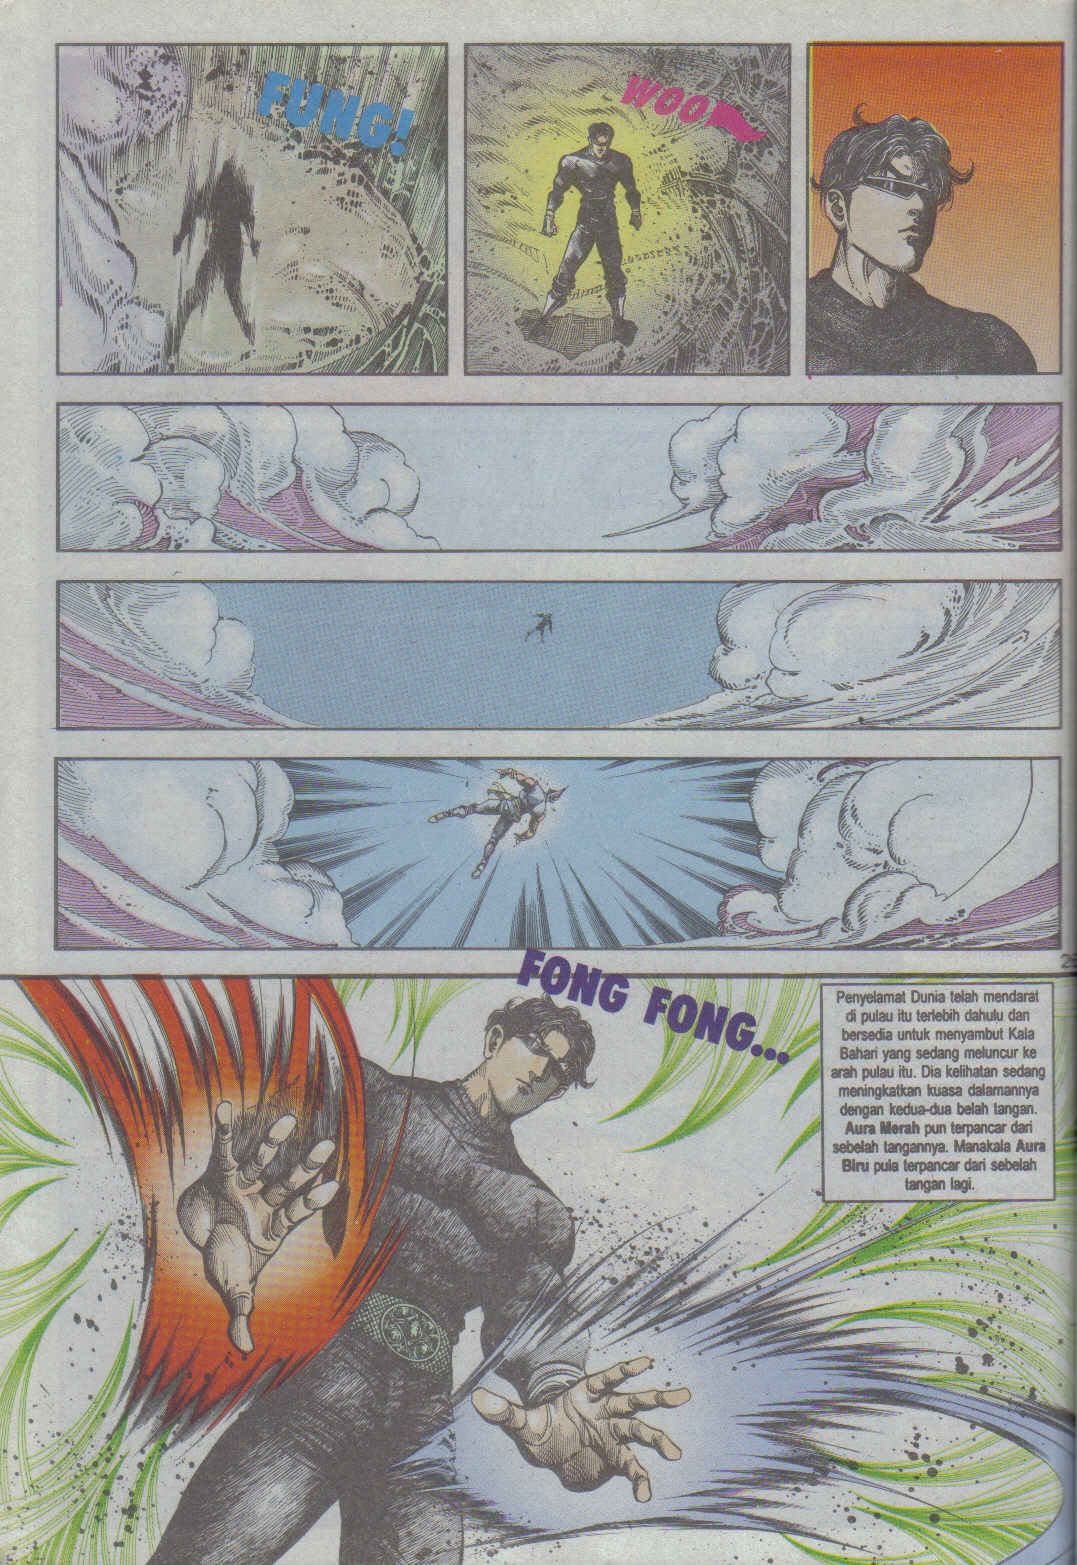 FUNG!
WOO
FONG FONG...
Penyelamat Dunia telah mendarat
di pulau itu terlebih dahulu dan
bersedia untuk menyambut Kala
Bahari yang sedang meluncur ke
arah pulau itu. Dia kelihatan sedang
meningkatkan kuasa dalamannya
dengan kedua-dua belah tangan.
Aura Merah pun terpancar dari
sebelah tangannya. Manakala Aura
Biru pula terpancar dari sebelah
tangan lagi.